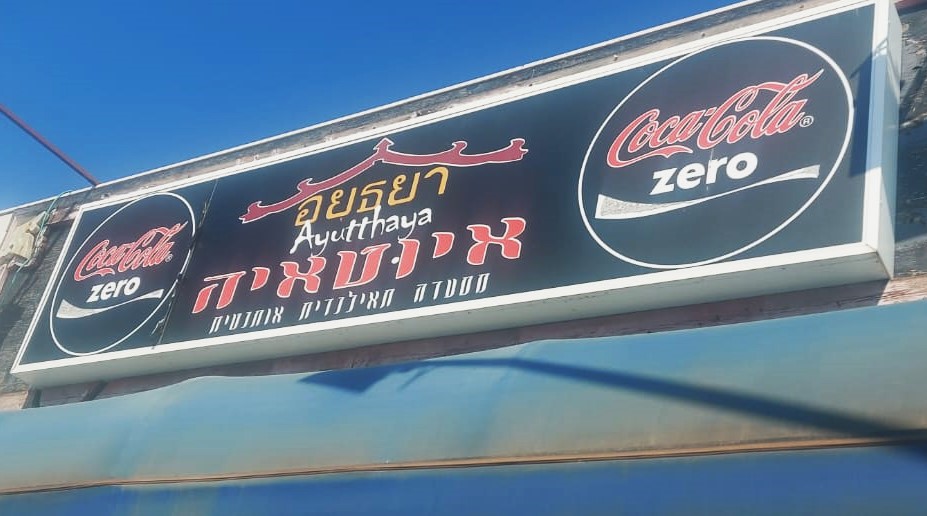 Coca-Cola®
zero
อยุธยา
Ayutthaya
איוטאיה
מסעדה תאילנדית אותנטית
Coca-Cola®
zero